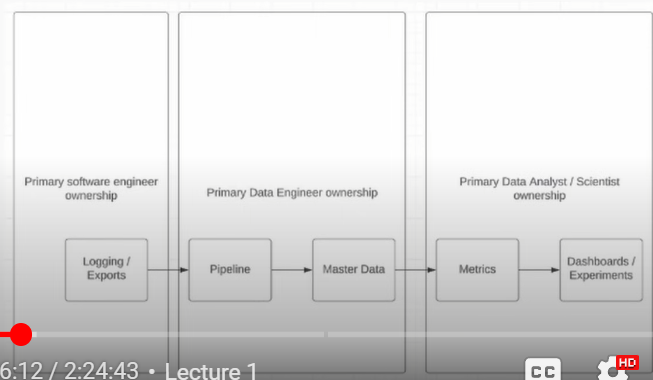 Primary software engineer
ownership
Primary Data Engineer ownership
Primary Data Analyst / Scientist
ownership
Logging /
Exports
Pipeline
Master Data
Metrics
Dashboards /
Experiments
6:12 / 2:24:43 • Lecture 1
CC
HD